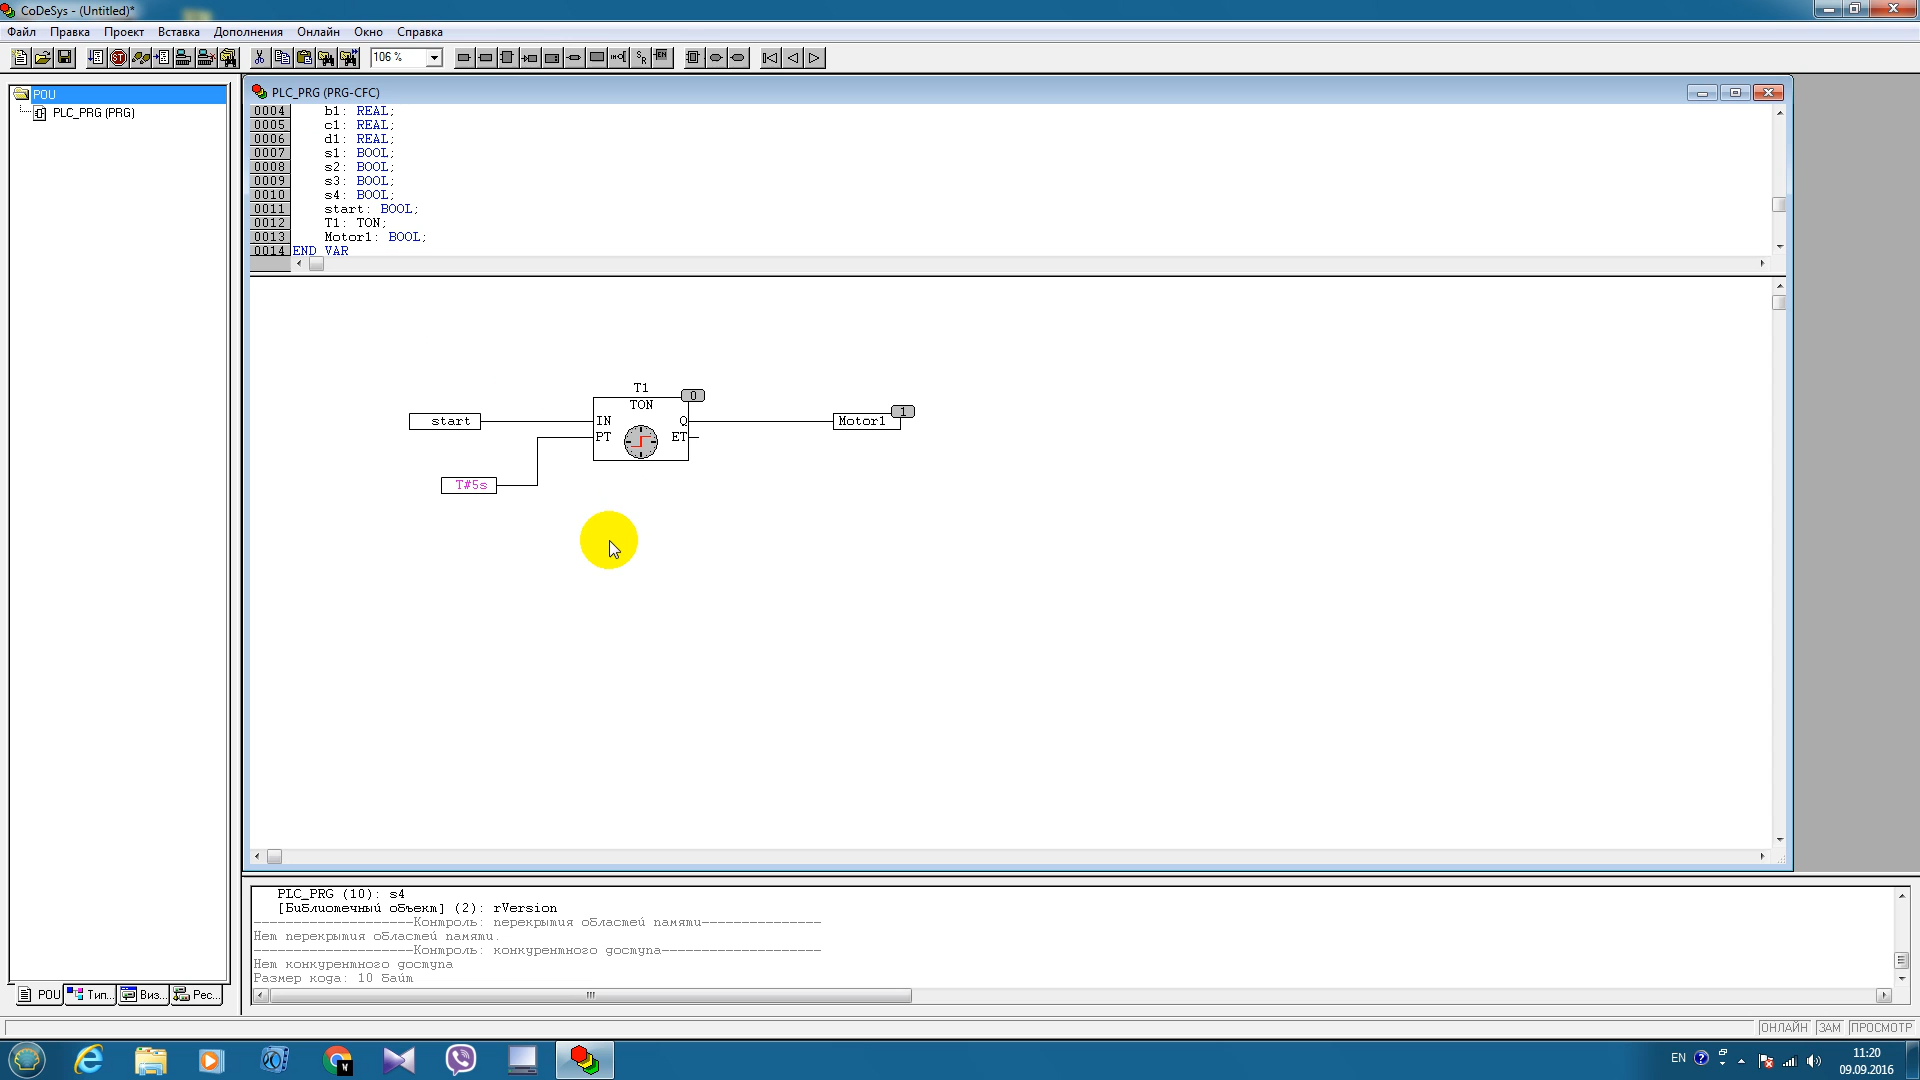 CoDeSys - (Untitled)*
Файл Правка Проект Вставка Дополнения Онлайн Окно Справка
106 %
POU
PLC_PRG (PRG)
PLC_PRG (PRG-CFC)
0004 b1: REAL;
0005 c1: REAL;
0006 d1: REAL;
0007 s1: BOOL;
0008 s2: BOOL;
0009 s3: BOOL;
0010 s4: BOOL;
0011 start: BOOL;
0012 T1: TON;
0013 Motor1: BOOL;
0014 END_VAR
T1
0
TON
1
start IN Q Motor1
PT ET
T#5s
PLC_PRG (10): s4
[Библиотечный объект] (2): rVersion
--------------------Контроль: перекрытия областей памяти---------------
Нет перекрытия областей памяти.
--------------------Контроль: конкурентного доступа--------------------
Нет конкурентного доступа
Размер кода: 10 байт
POU Тип... Виз... Рес...
ОНЛАЙН ЗАМ ПРОСМОТР
EN
11:20
09.09.2016